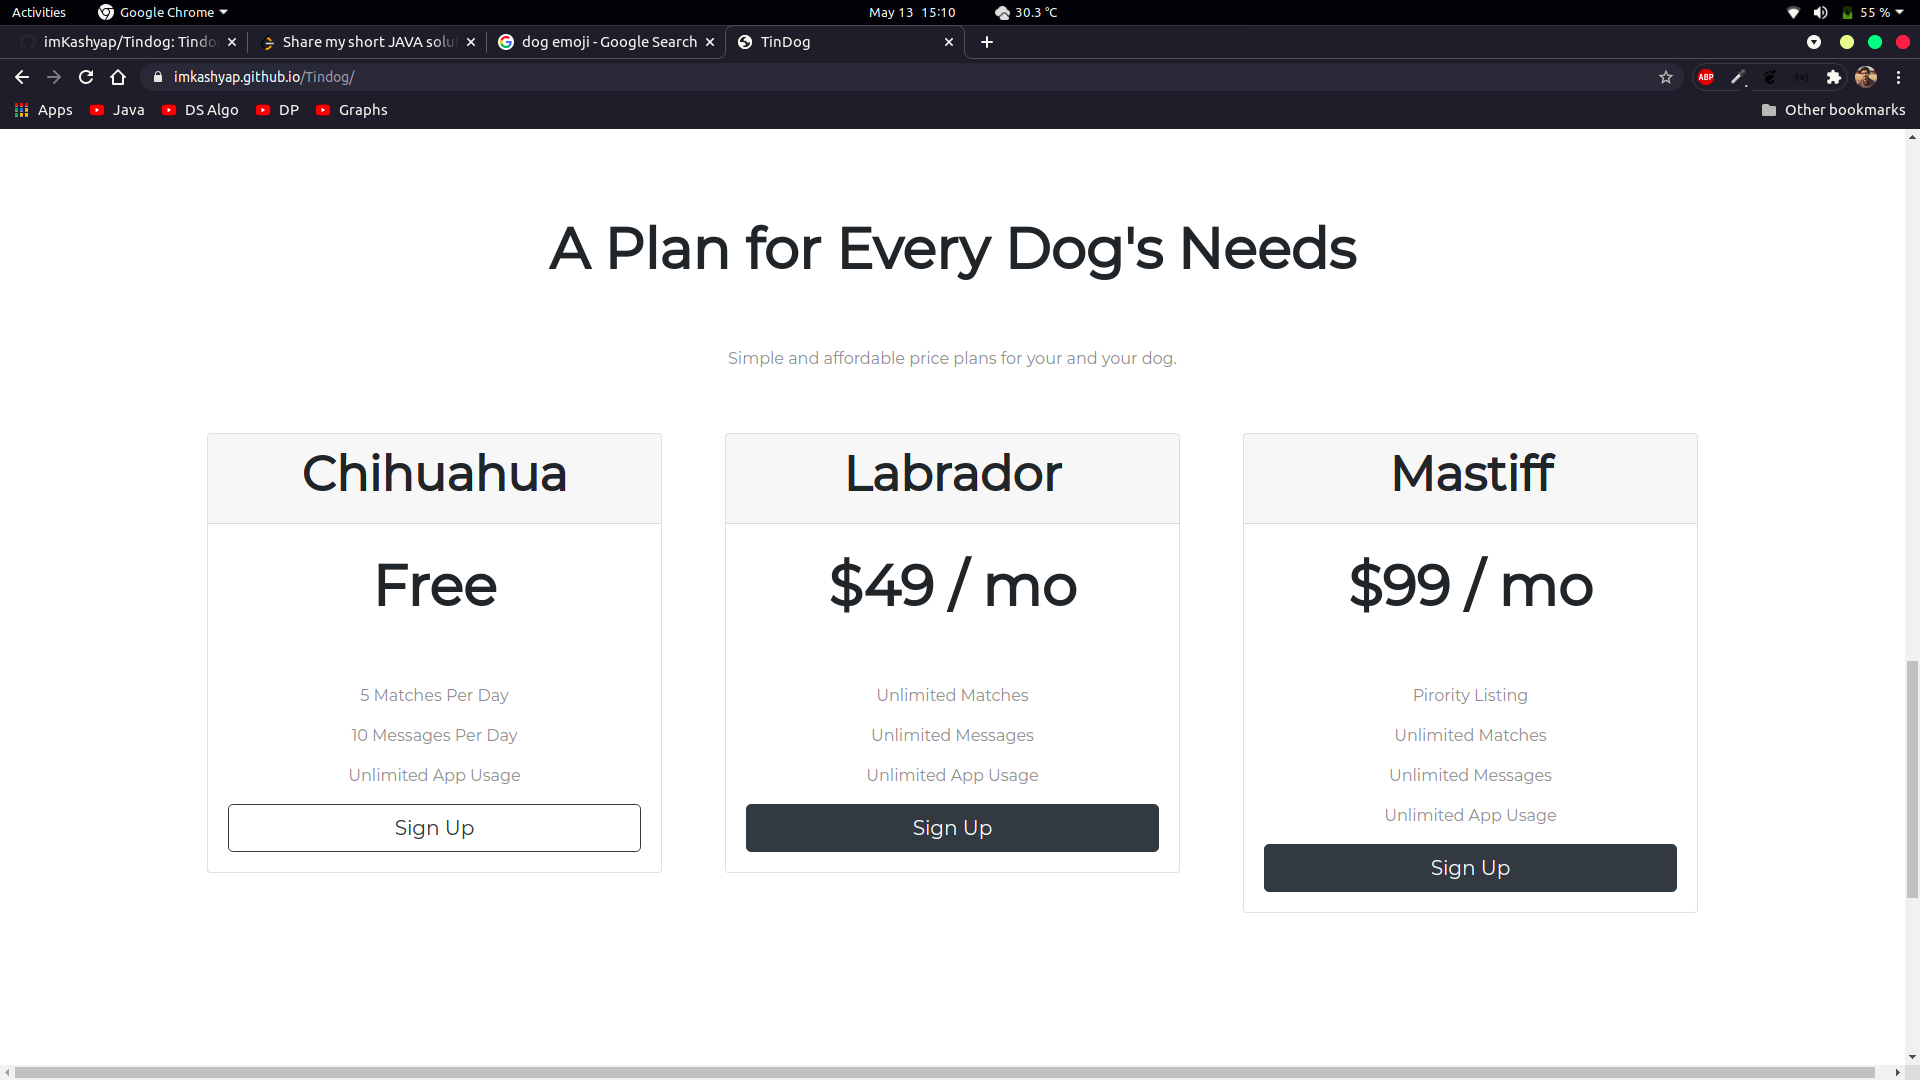 Activities Google Chrome May 13 15:10 30.3 °C 55 %
imKashyap/Tindog: Tindo Share my short JAVA solu dog emoji - Google Search TinDog
imkashyap.github.io/Tindog/ ABP
Apps Java DS Algo DP Graphs Other bookmarks
A Plan for Every Dog's Needs
Simple and affordable price plans for your and your dog.
Chihuahua
Free
5 Matches Per Day
10 Messages Per Day
Unlimited App Usage
Sign Up
Labrador
$49 / mo
Unlimited Matches
Unlimited Messages
Unlimited App Usage
Sign Up
Mastiff
$99 / mo
Pirority Listing
Unlimited Matches
Unlimited Messages
Unlimited App Usage
Sign Up